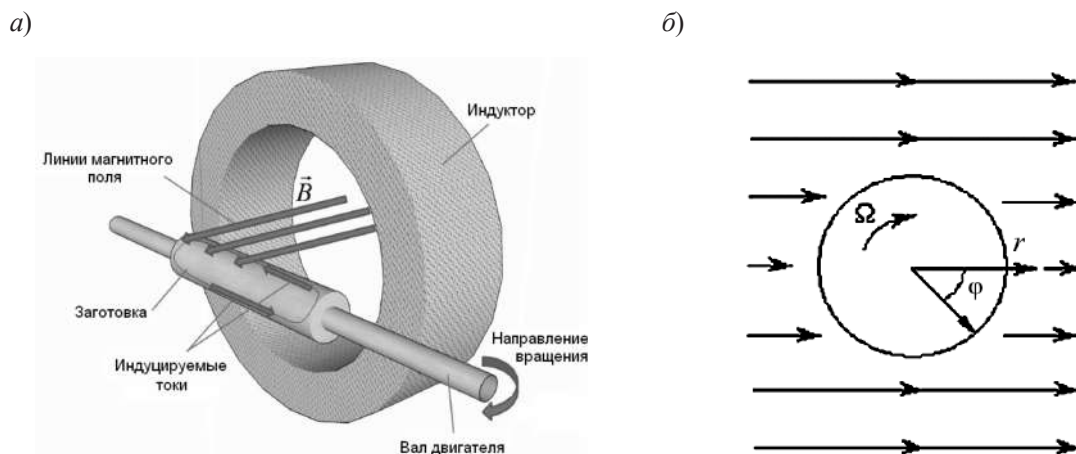 а)
Индуктор
Линии магнитного
поля
B
Заготовка
Индуцируемые
токи
Направление
вращения
Вал двигателя
б)
Ω
r
φ